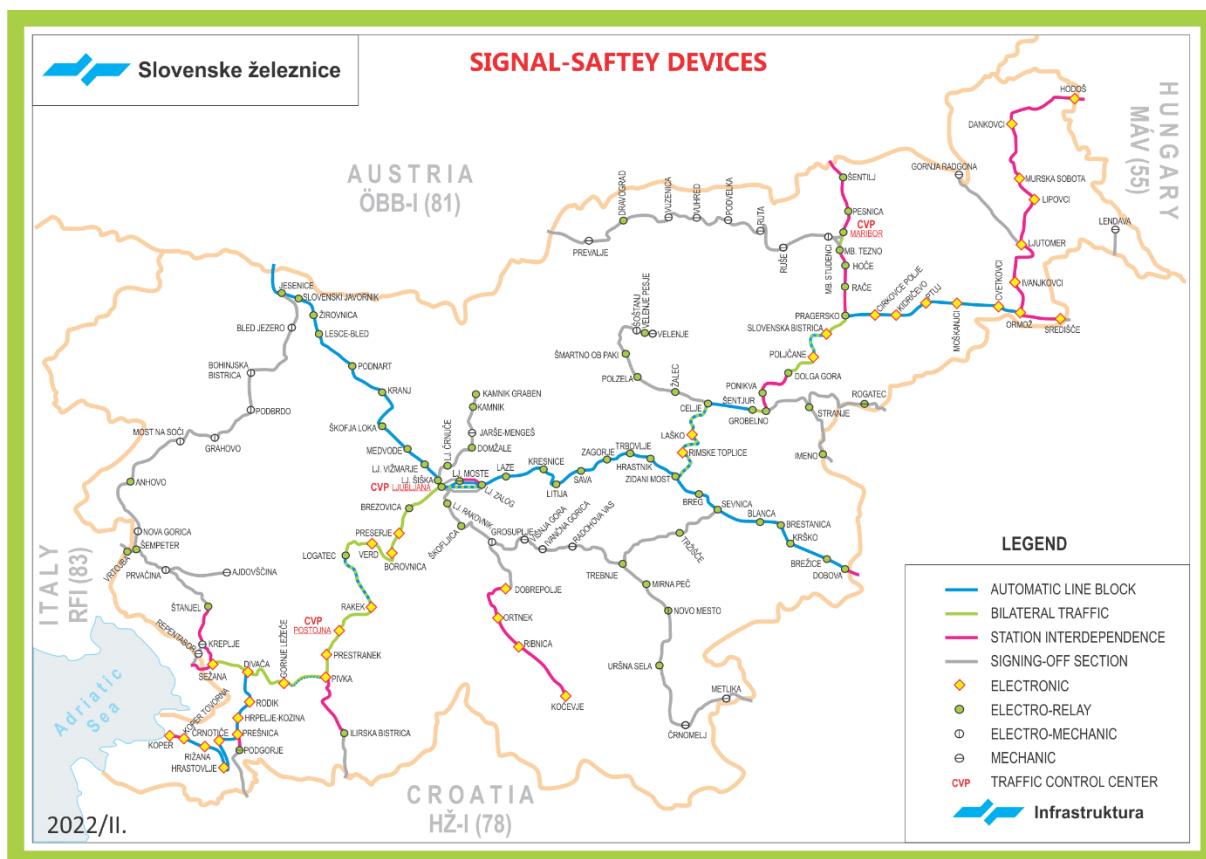 Slovenske železnice
SIGNAL-SAFTEY DEVICES
AUSTRIA
ÖBB-I (81)
HUNGARY
MÁV (55)
ITALY
RFI (83)
CROATIA
HŽ-I (78)
Adriatic
Sea
HODOŠ
DANKOVCI
GORNJA RADGONA
MURSKA SOBOTA
LIPOVCI
LENDAVA
LJUTOMER
IVANJKOVCI
CVETKOVCI
ORMOŽ
SREDIŠČE
ŠENTILJ
PESNICA
CVP
MARIBOR
MB. TEZNO
MB. STUDENCI
HOČE
RAČE
PRAGERSKO
CIRKOVCE POLJE
KIDRIČEVO
PTUJ
MOŠKANJCI
DRAVOGRAD
VUZENICA
VUHRED
PODVELKA
RUTA
RUŠE
PREVALJE
SLOVENSKA BISTRICA
POLJČANE
DOLGA GORA
PONIKVA
ŠOŠTANJ
VELENJE PESJE
VELENJE
ŠMARTNO OB PAKI
POLZELA
ŽALEC
CELJE
ŠENTJUR
GROBELNO
STRANJE
ROGATEC
IMENO
LAŠKO
RIMSKE TOPLICE
JESENICE
SLOVENSKI JAVORNIK
ŽIROVNICA
LESCE-BLED
BLED JEZERO
BOHINJSKA
BISTRICA
PODBRDO
PODNART
KRANJ
ŠKOFJA LOKA
MEDVODE
LJ. VIŽMARJE
LJ. ŠIŠKA
CVP LJUBLJANA
KAMNIK GRABEN
KAMNIK
JARŠE-MENGEŠ
DOMŽALE
LJ. ČRNUČE
LJ. MOSTE
LJ. ZALOG
LAZE
KRESNICE
LITIJA
SAVA
ZAGORJE
TRBOVLJE
HRASTNIK
ZIDANI MOST
MOST NA SOČI
GRAHOVO
ANHOVO
NOVA GORICA
ŠEMPETER
VRTOJBA
PRVAČINA
AJDOVŠČINA
ŠTANJEL
KREPLJE
REPENTABOR
SEŽANA
DIVAČA
GORNJE LEŽEČE
PIVKA
PRESTRANEK
CVP
POSTOJNA
RAKEK
LOGATEC
VERD
BOROVNICA
PRESERJE
BREZOVICA
LJ. RAKOVNIK
ŠKOFLJICA
GROSUPLJE
VIŠNJA GORA
IVANČNA GORICA
RADOHOVA VAS
TREBNJE
MIRNA PEČ
NOVO MESTO
URŠNA SELA
METLIKA
ČRNOMELJ
TRŽIŠČE
SEVNICA
BREG
BLANCA
BRESTANICA
KRŠKO
BREŽICE
DOBOVA
DOBREPOLJE
ORTNEK
RIBNICA
KOČEVJE
ILIRSKA BISTRICA
RODIK
HRPELJE-KOZINA
PREŠNICA
PODGORJE
KOPER TOVORNA
ČRNOTIČE
KOPER
RIŽANA
HRASTOVLJE
LEGEND
AUTOMATIC LINE BLOCK
BILATERAL TRAFFIC
STATION INTERDEPENDENCE
SIGNING-OFF SECTION
ELECTRONIC
ELECTRO-RELAY
ELECTRO-MECHANIC
MECHANIC
CVP TRAFFIC CONTROL CENTER
Infrastruktura
2022/II.